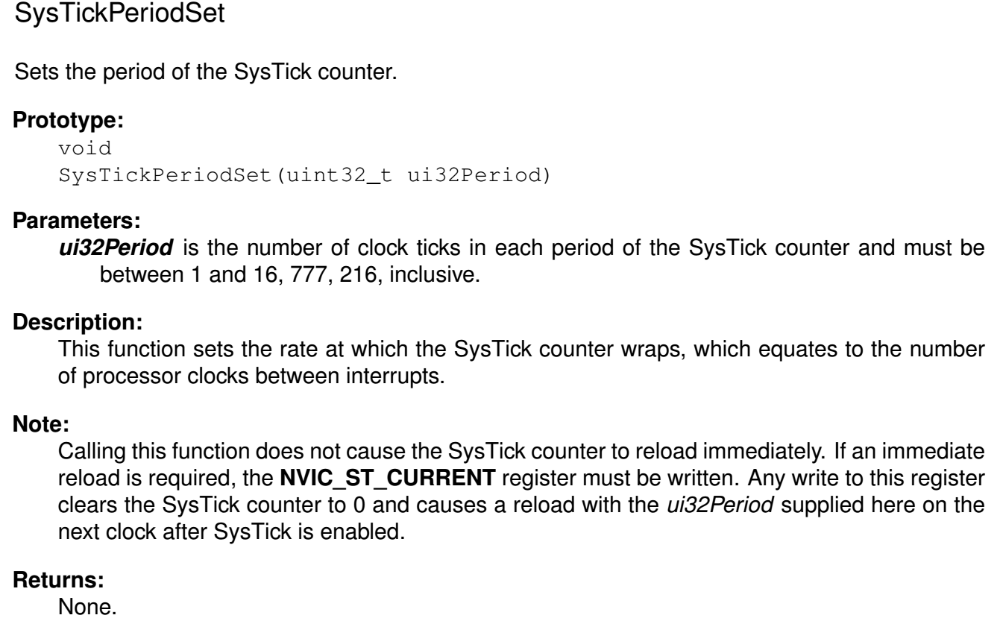 SysTickPeriodSet
Sets the period of the SysTick counter.
Prototype:
void
SysTickPeriodSet(uint32_t ui32Period)
Parameters:
ui32Period is the number of clock ticks in each period of the SysTick counter and must be
between 1 and 16, 777, 216, inclusive.
Description:
This function sets the rate at which the SysTick counter wraps, which equates to the number
of processor clocks between interrupts.
Note:
Calling this function does not cause the SysTick counter to reload immediately. If an immediate
reload is required, the NVIC_ST_CURRENT register must be written. Any write to this register
clears the SysTick counter to 0 and causes a reload with the ui32Period supplied here on the
next clock after SysTick is enabled.
Returns:
None.